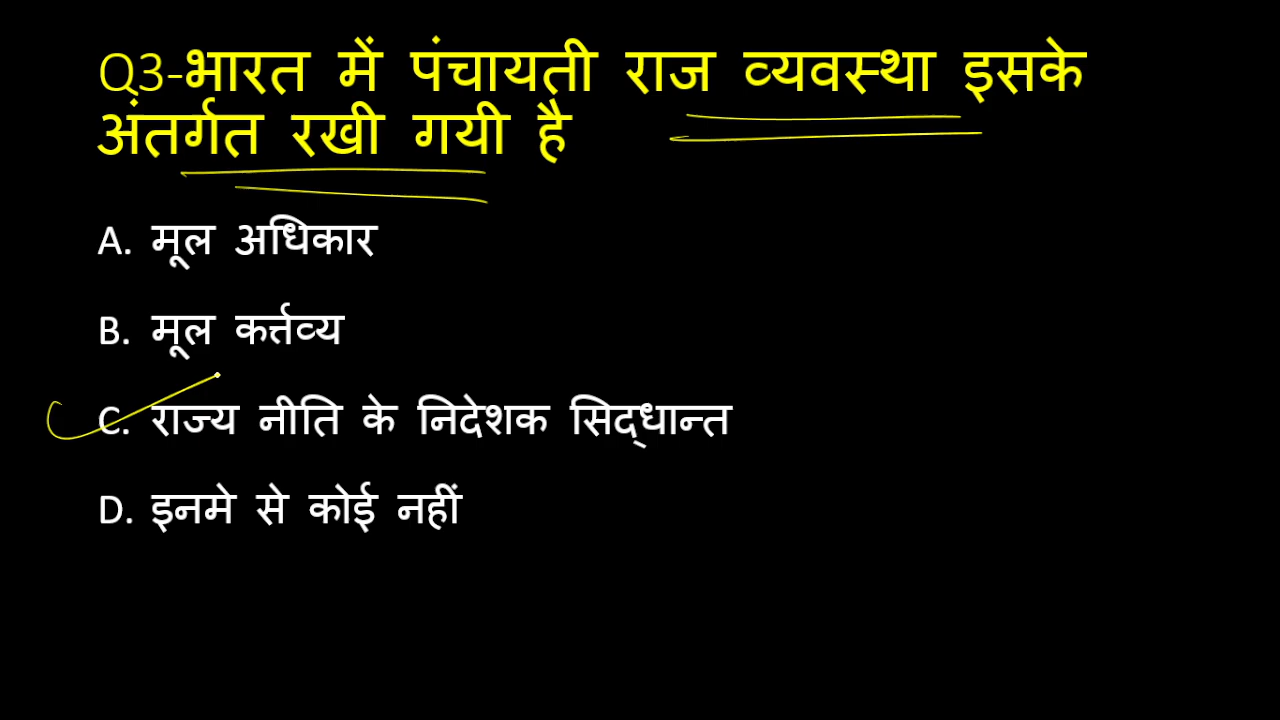 Q3-भारत में पंचायती राज व्यवस्था इसके
अंतर्गत रखी गयी है
A. मूल अधिकार
B. मूल कर्त्तव्य
C. राज्य नीति के निदेशक सिद्धान्त
D. इनमे से कोई नहीं